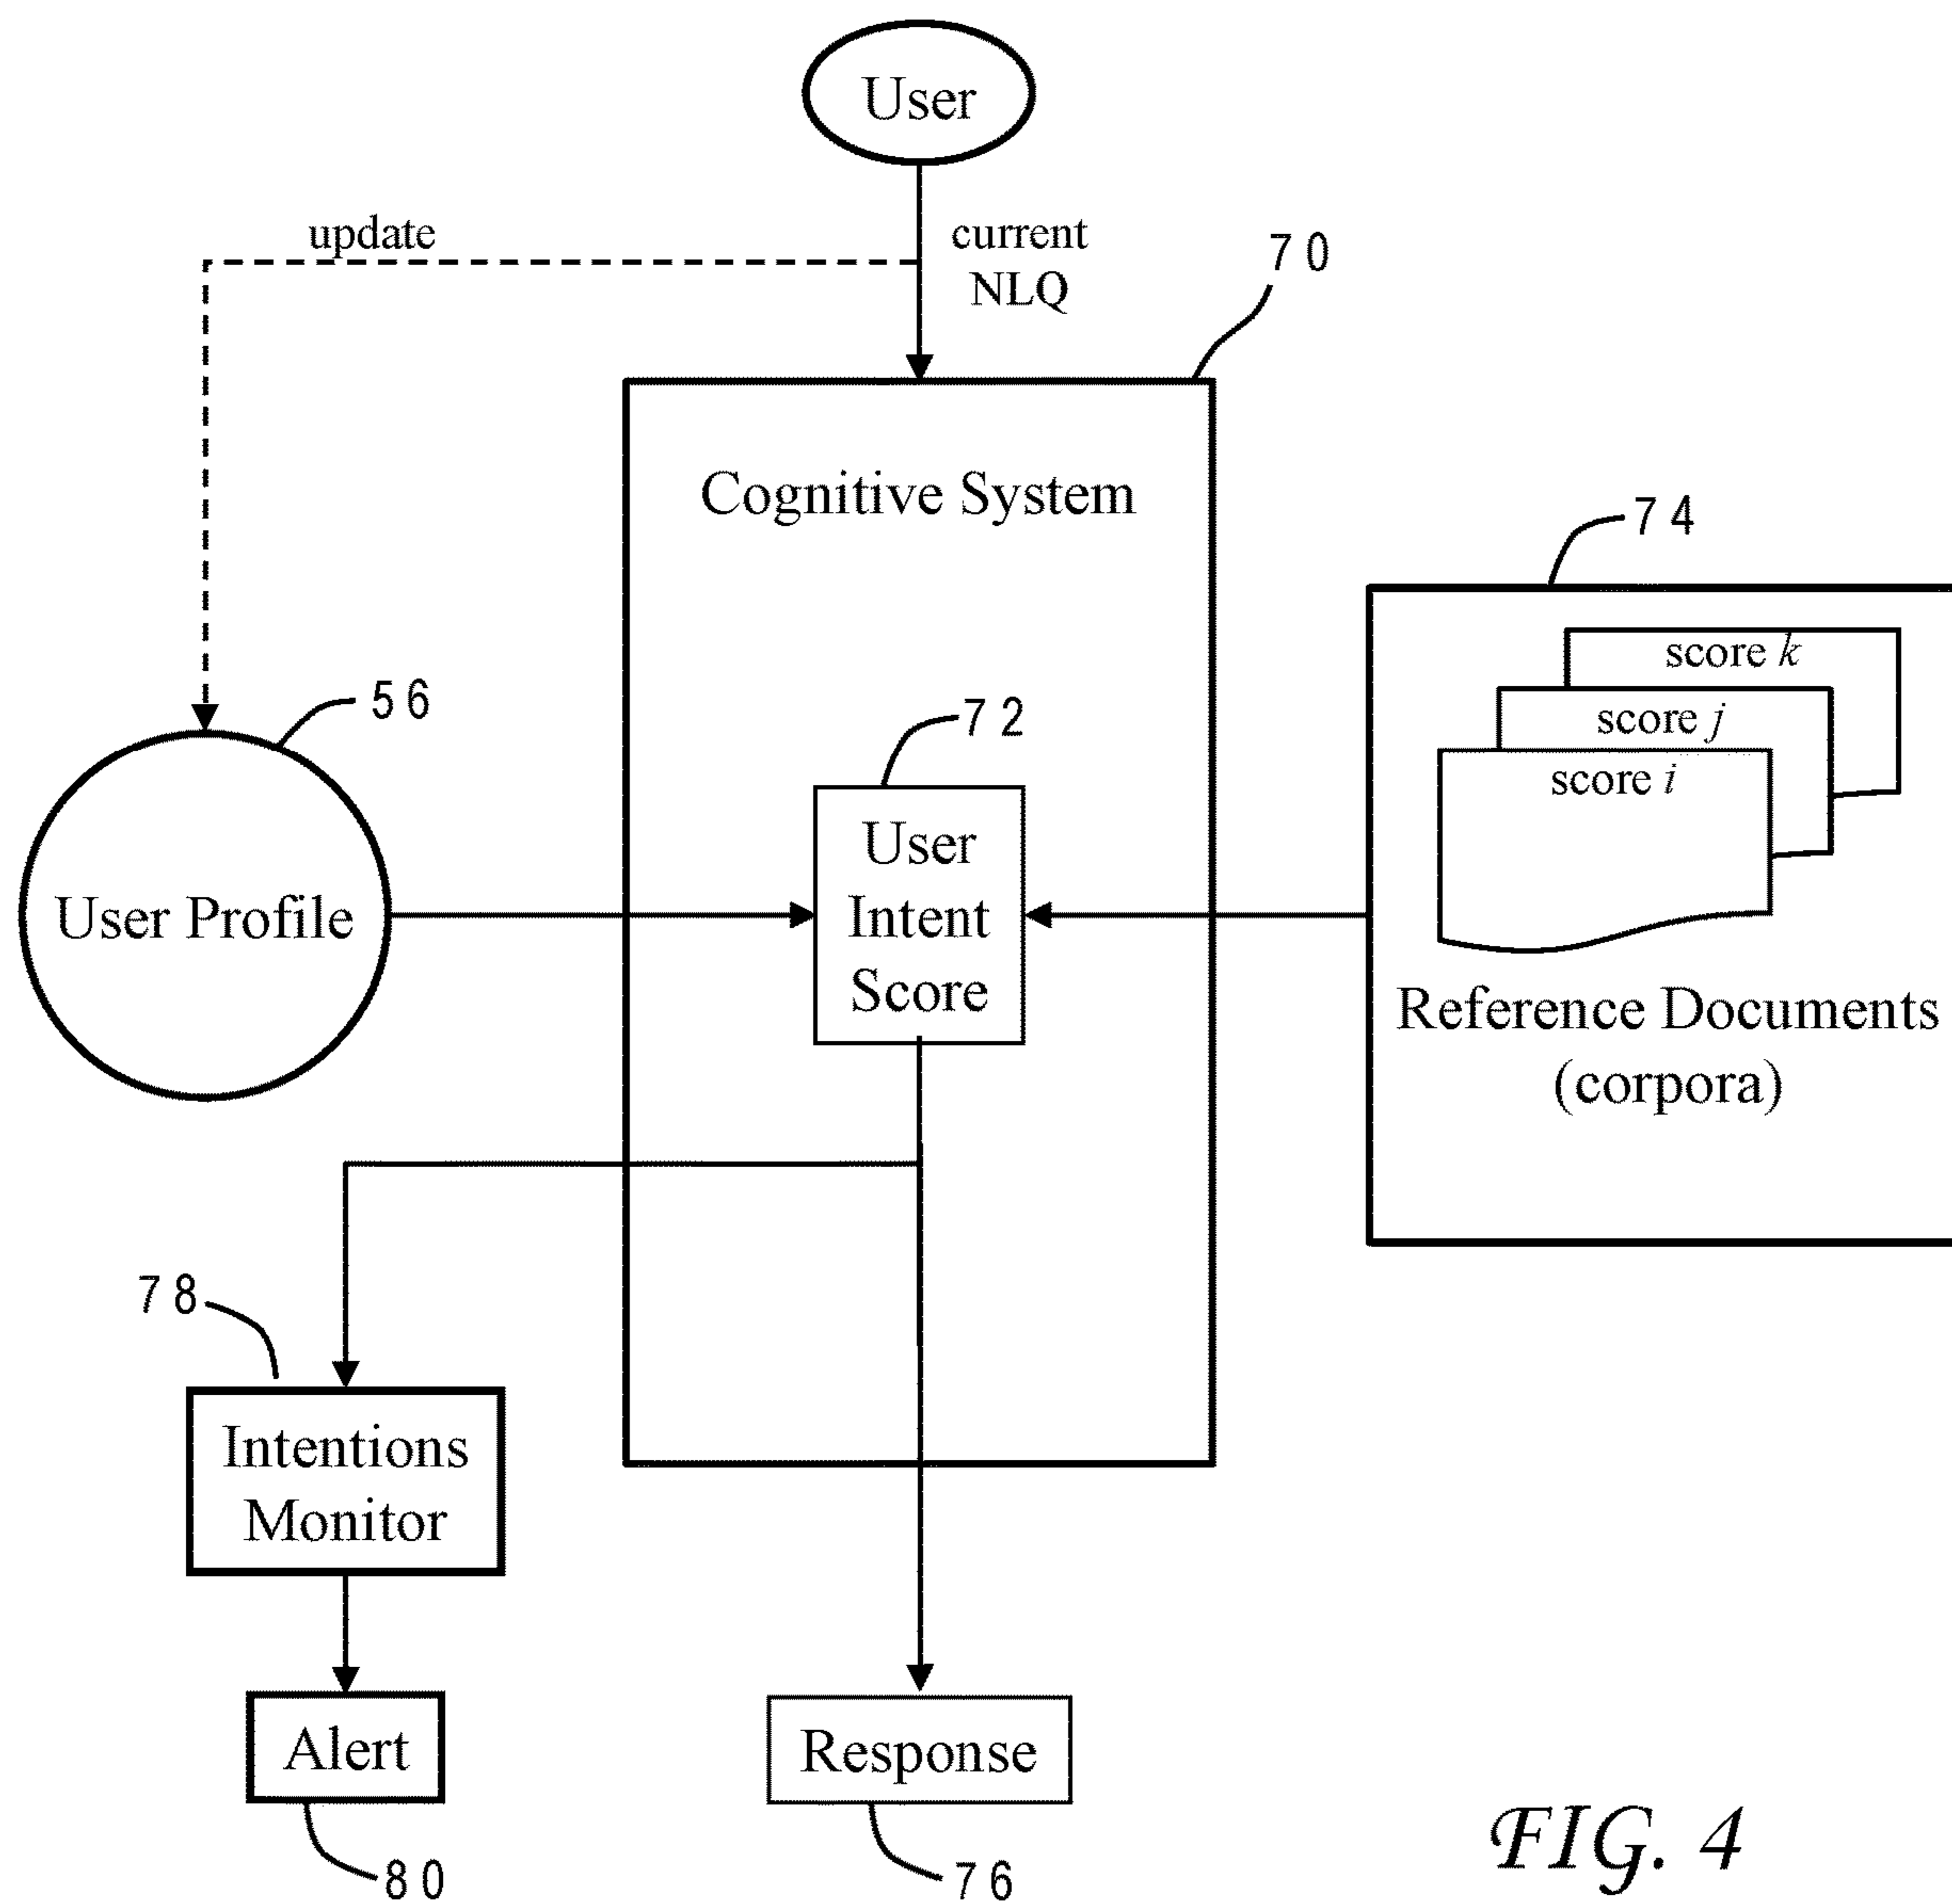 User
update
current
NLQ
70
Cognitive System
74
score k
score j
score i
56
72
User
Intent
Score
User Profile
Reference Documents
(corpora)
78
Intentions
Monitor
Alert
Response
80
76
FIG. 4